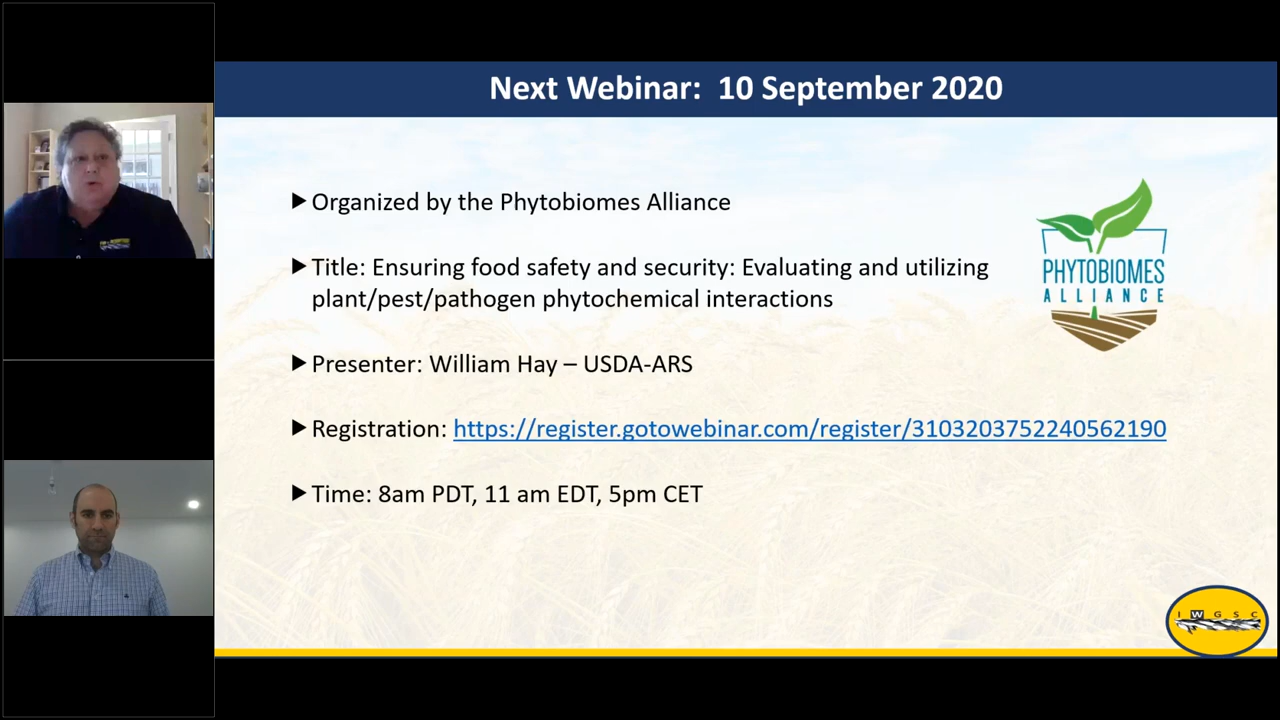 Next Webinar: 10 September 2020
Organized by the Phytobiomes Alliance
Title: Ensuring food safety and security: Evaluating and utilizing
plant/pest/pathogen phytochemical interactions
PHYTOBIOMES
ALLIANCE
Presenter: William Hay – USDA-ARS
Registration: https://register.gotowebinar.com/register/3103203752240562190
Time: 8am PDT, 11 am EDT, 5pm CET
I W G S C